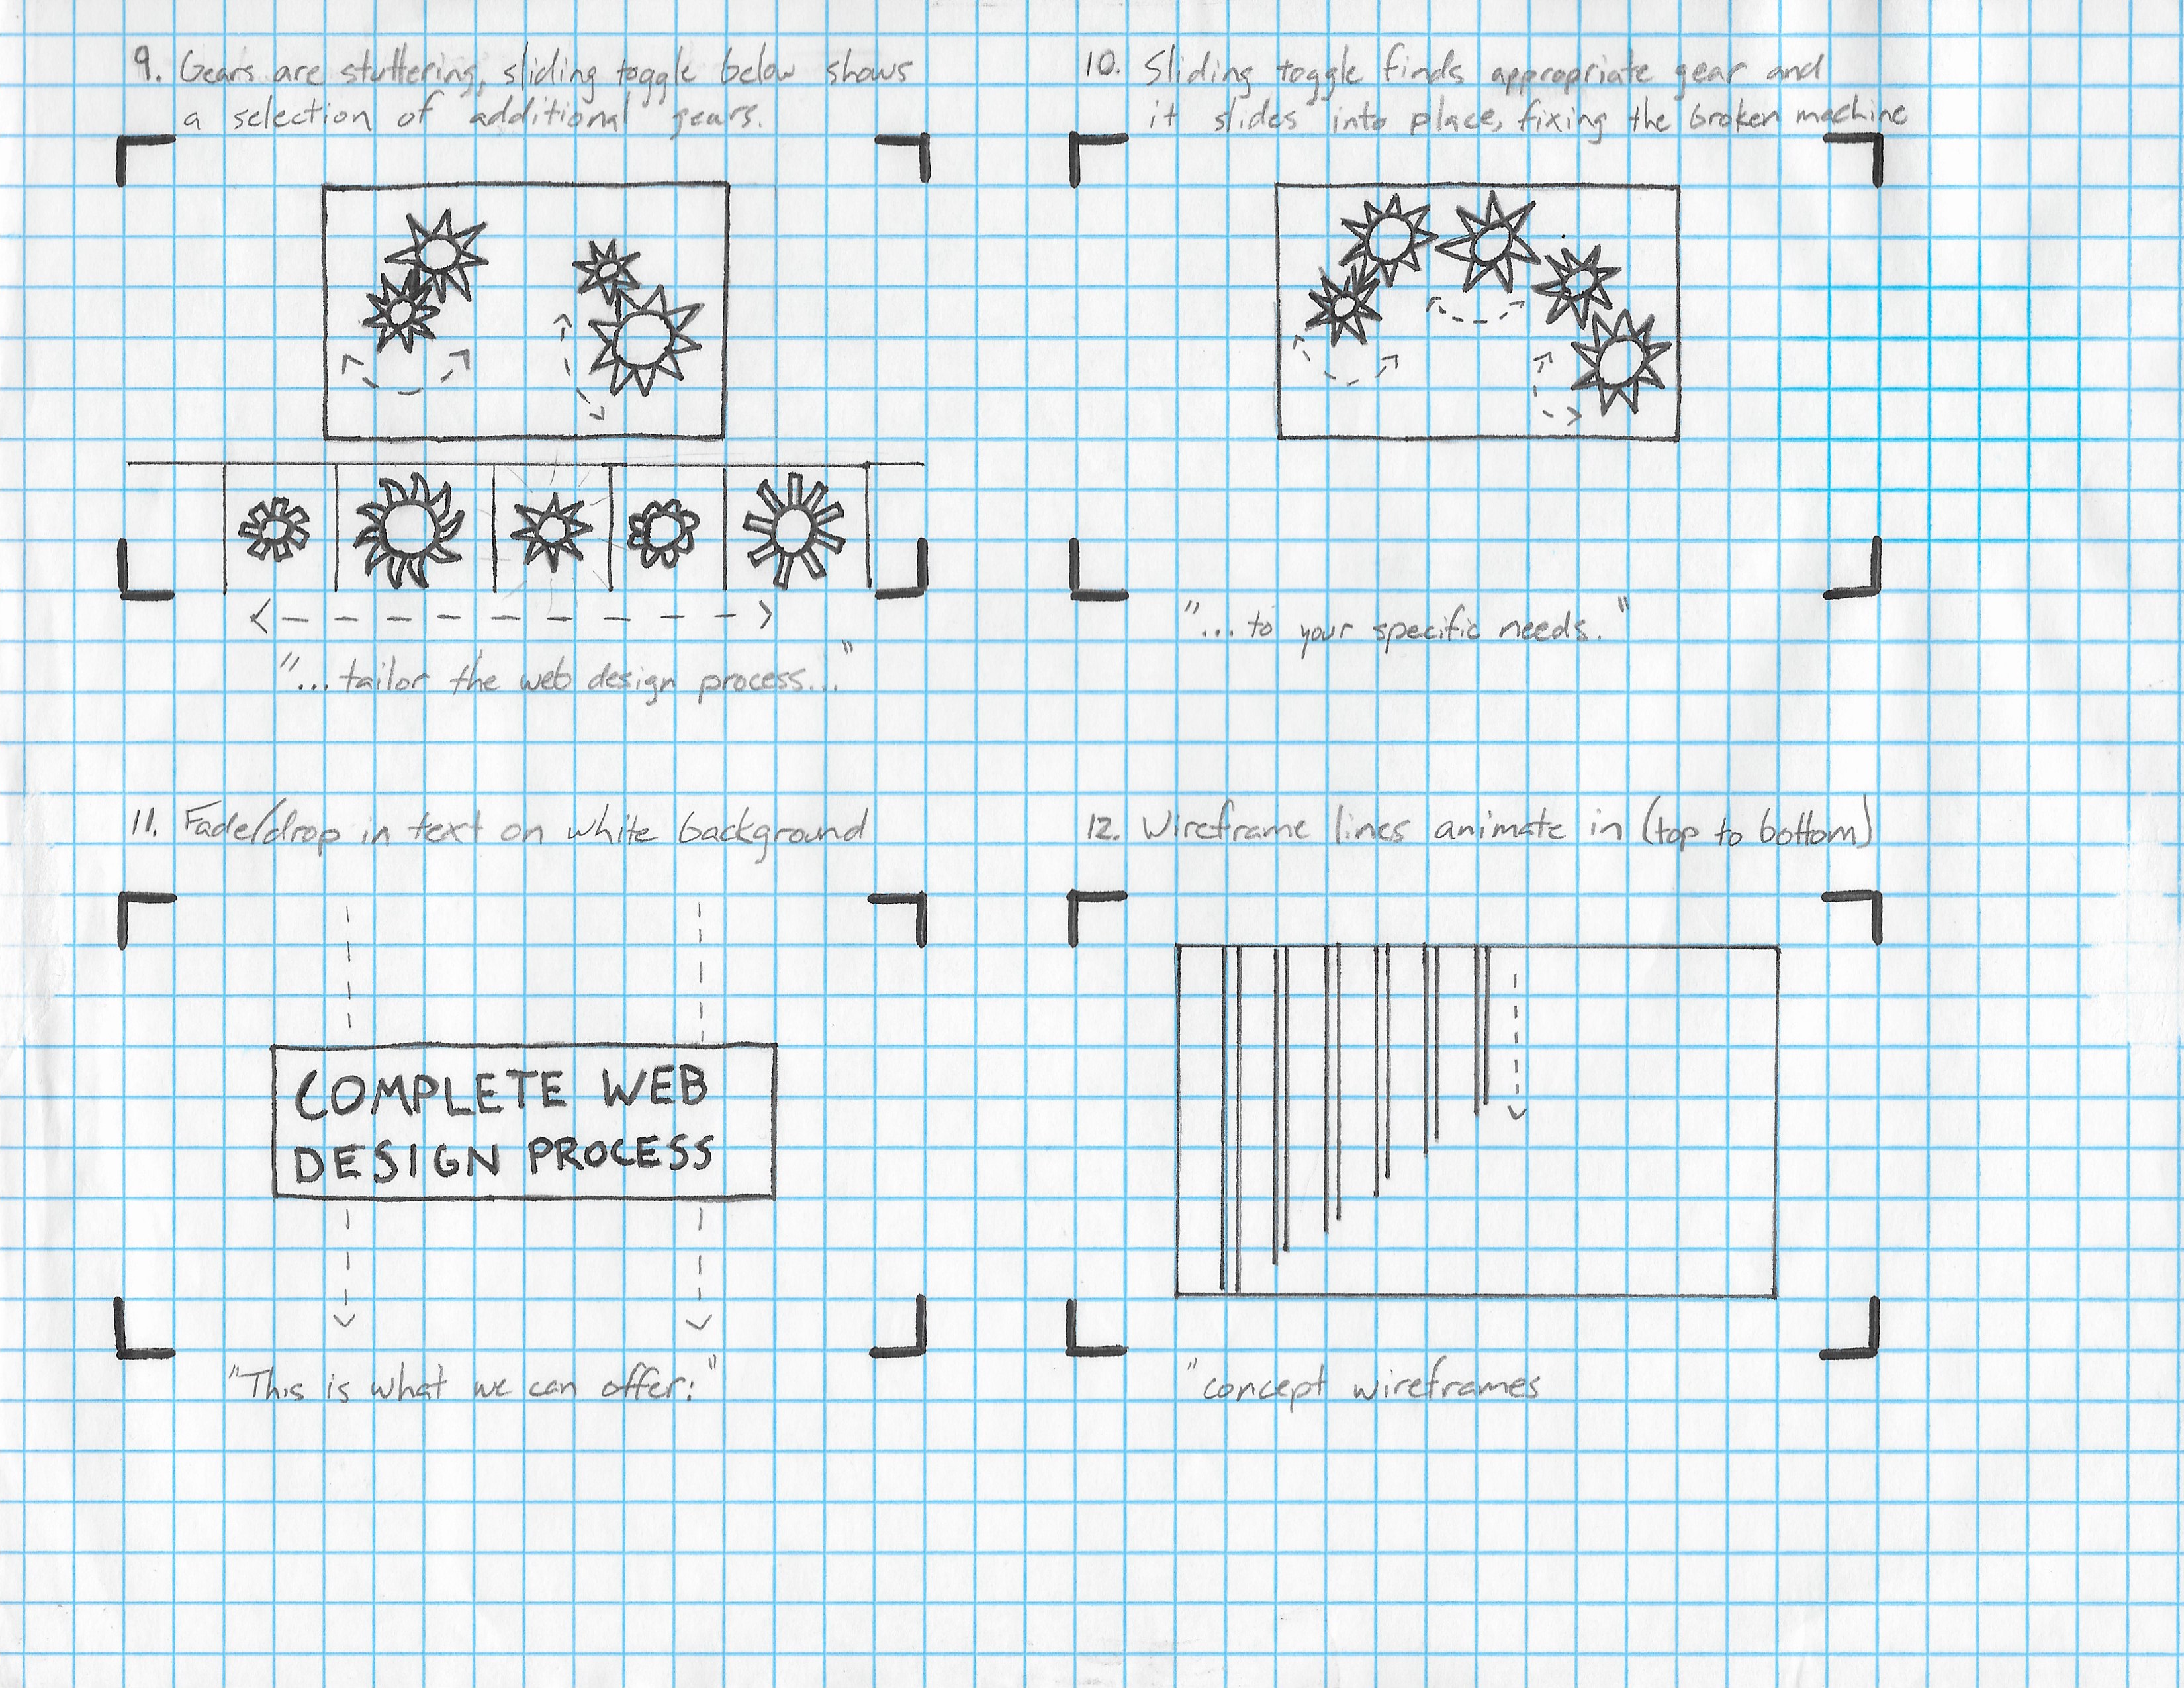 9. Gears are stuttering, sliding toggle below shows
a selection of additional gears.
"...tailor the web design process..."
10. Sliding toggle finds appropriate gear and
it slides into place, fixing the broken machine
"...to your specific needs."
11. Fade/drop in text on white background
COMPLETE WEB
DESIGN PROCESS
"This is what we can offer:"
12. Wireframe lines animate in (top to bottom)
"concept wireframes